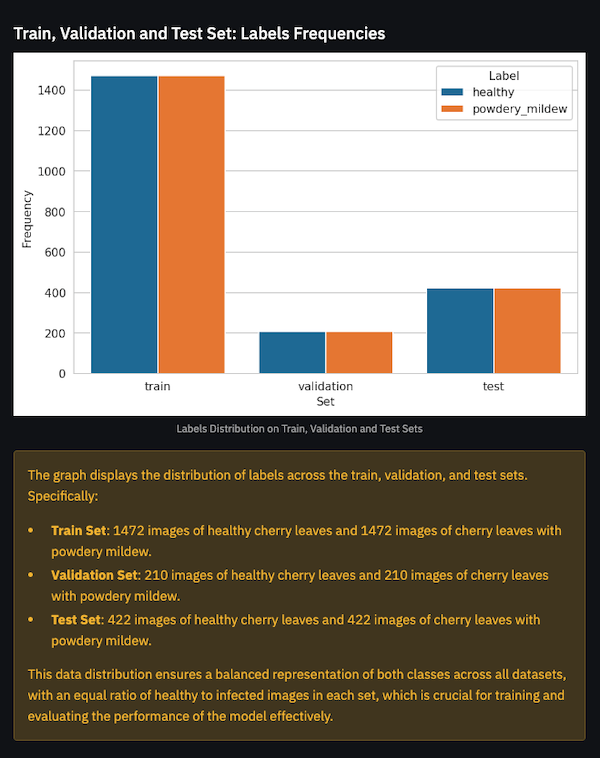 Train, Validation and Test Set: Labels Frequencies
Label
healthy
powdery_mildew
1400
1200
1000
800
600
400
200
0
Frequency
train
validation
test
Set
Labels Distribution on Train, Validation and Test Sets
The graph displays the distribution of labels across the train, validation, and test sets.
Specifically:
• Train Set: 1472 images of healthy cherry leaves and 1472 images of cherry leaves with
powdery mildew.
• Validation Set: 210 images of healthy cherry leaves and 210 images of cherry leaves
with powdery mildew.
• Test Set: 422 images of healthy cherry leaves and 422 images of cherry leaves with
powdery mildew.
This data distribution ensures a balanced representation of both classes across all datasets,
with an equal ratio of healthy to infected images in each set, which is crucial for training and
evaluating the performance of the model effectively.